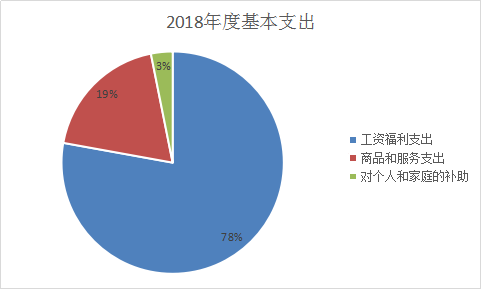 2018年度基本支出
3%
19%
78%
工资福利支出
商品和服务支出
对个人和家庭的补助